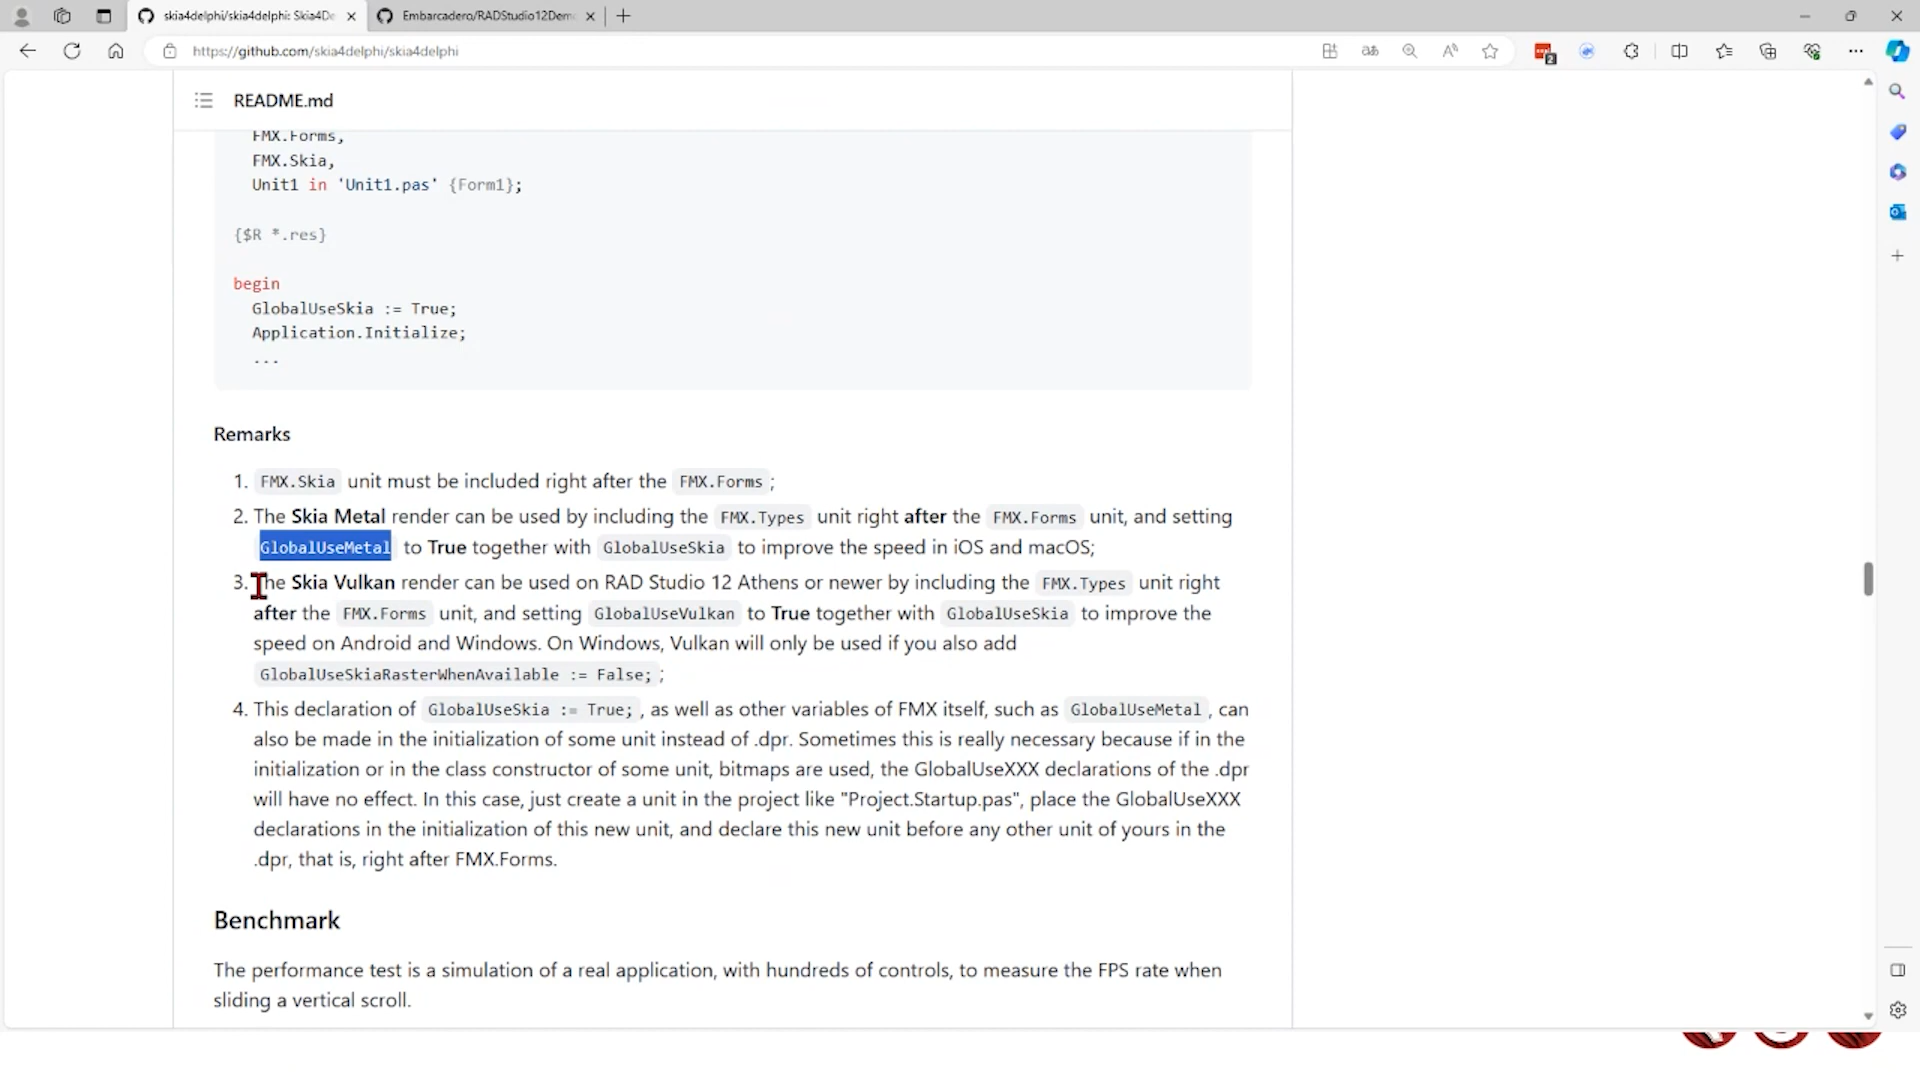 skia4delphi/skia4delphi: Skia4De
Embarcadero/RADStudio12Demo
https://github.com/skia4delphi/skia4delphi
2
README.md
FMX.Forms,
FMX.Skia,
Unit1 in 'Unit1.pas' {Form1};
{$R *.res}
begin
GlobalUseSkia := True;
Application.Initialize;
...
Remarks
1. FMX.Skia unit must be included right after the FMX.Forms ;
2. The Skia Metal render can be used by including the FMX.Types unit right after the FMX.Forms unit, and setting
GlobalUseMetal to True together with GlobalUseSkia to improve the speed in iOS and macOS;
3. The Skia Vulkan render can be used on RAD Studio 12 Athens or newer by including the FMX.Types unit right
after the FMX.Forms unit, and setting GlobalUseVulkan to True together with GlobalUseSkia to improve the
speed on Android and Windows. On Windows, Vulkan will only be used if you also add
GlobalUseSkiaRasterWhenAvailable := False; ;
4. This declaration of GlobalUseSkia := True; , as well as other variables of FMX itself, such as GlobalUseMetal , can
also be made in the initialization of some unit instead of .dpr. Sometimes this is really necessary because if in the
initialization or in the class constructor of some unit, bitmaps are used, the GlobalUseXXX declarations of the .dpr
will have no effect. In this case, just create a unit in the project like "Project.Startup.pas", place the GlobalUseXXX
declarations in the initialization of this new unit, and declare this new unit before any other unit of yours in the
.dpr, that is, right after FMX.Forms.
Benchmark
The performance test is a simulation of a real application, with hundreds of controls, to measure the FPS rate when
sliding a vertical scroll.